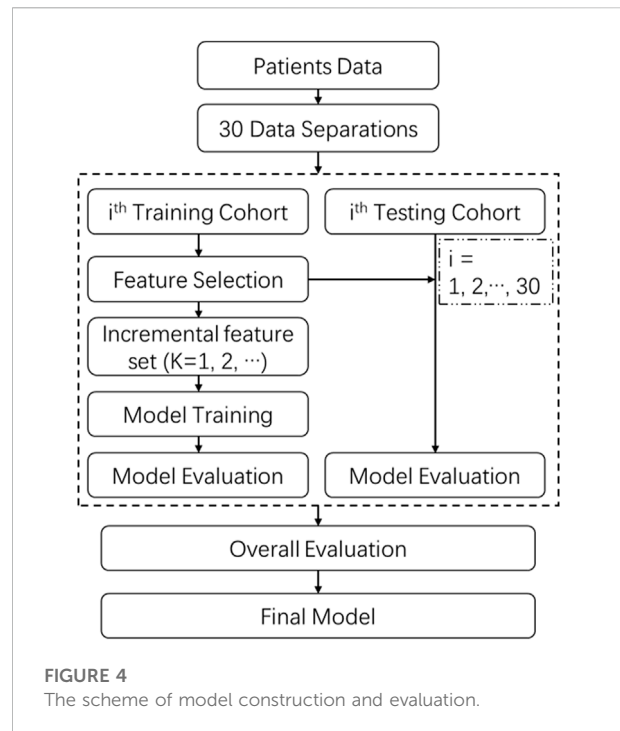 Patients Data
30 Data Separations
iᵗʰ Training Cohort
iᵗʰ Testing Cohort
Feature Selection
i =
1, 2,···, 30
Incremental feature
set (K=1, 2, ···)
Model Training
Model Evaluation
Model Evaluation
Overall Evaluation
Final Model
FIGURE 4
The scheme of model construction and evaluation.